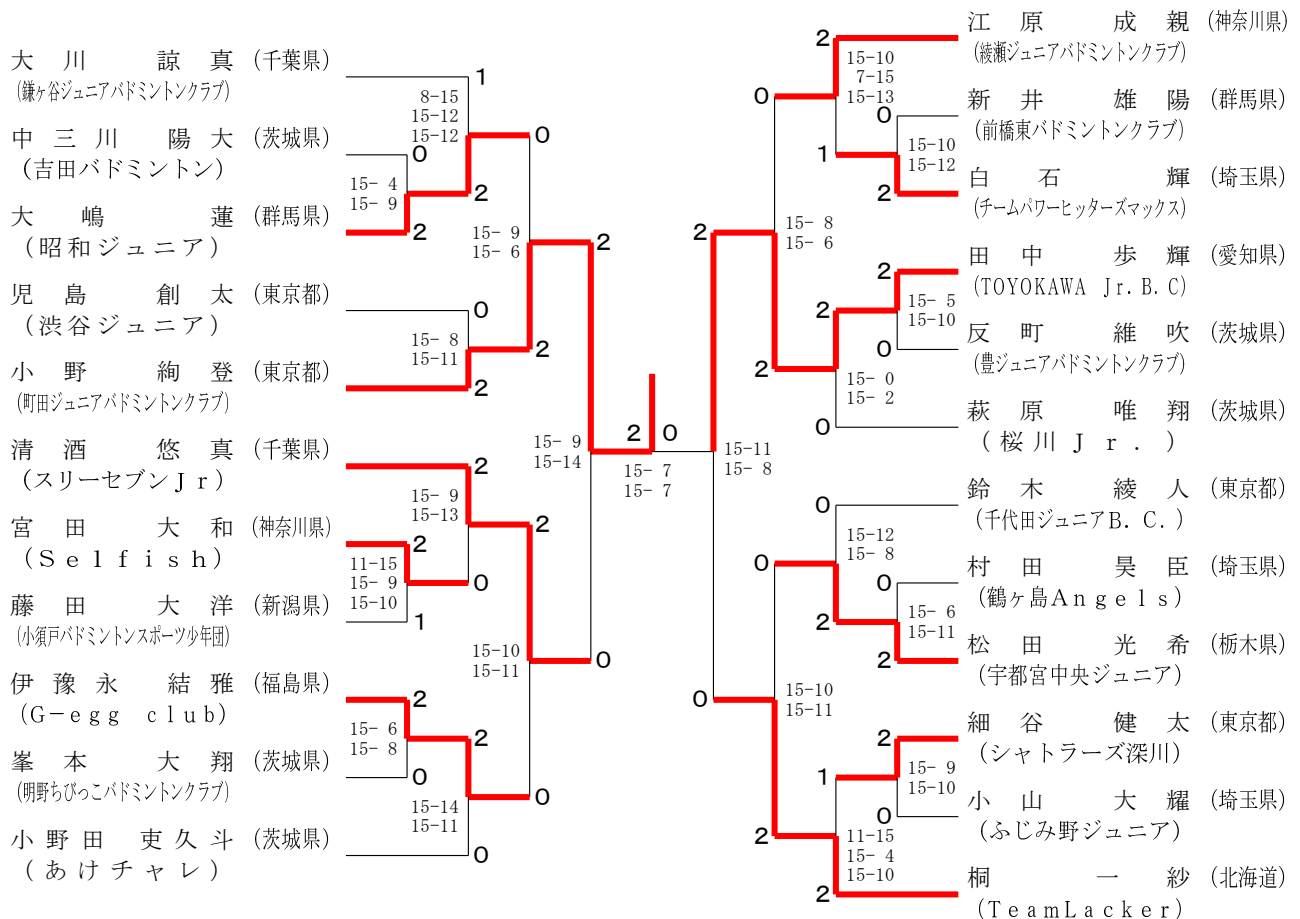 大川 諒真 (千葉県)
(鎌ヶ谷ジュニアバドミントンクラブ)
中三川 陽大 (茨城県)
(吉田バドミントン)
大嶋 蓮 (群馬県)
(昭和ジュニア)
児島 創太 (東京都)
(渋谷ジュニア)
小野 絢登 (東京都)
(町田ジュニアバドミントンクラブ)
清酒 悠真 (千葉県)
(スリーセブンJr)
宮田 大和 (神奈川県)
(Selfish)
藤田 大洋 (新潟県)
(小須戸バドミントンスポーツ少年団)
伊豫永 結雅 (福島県)
(G-egg club)
峯本 大翔 (茨城県)
(明野ちびっこバドミントンクラブ)
小野田 吏久斗 (茨城県)
(あけチャレ)
1
8-15
15-12
15-12
0
0
15- 4
15- 9
2
2
15- 9
15- 6
2
0
15- 8
15-11
2
2
15- 9
15-14
2
15- 9
15-13
2
2
11-15
15- 9
15-10
0
1
15-10
15-11
0
2
15- 6
15- 8
2
0
0
15-14
15-11
0
2 0
15- 7
15- 7
2
15-10
7-15
15-13
0
0
15-10
15-12
1
2
15- 8
15- 6
2
2
15- 5
15-10
2
0
2
15- 0
15- 2
0
15-11
15- 8
0
15-12
15- 8
0
0
15- 6
15-11
2
2
0
15-10
15-11
2
15- 9
15-10
1
0
2
11-15
15- 4
15-10
2
江原 成親 (神奈川県)
(綾瀬ジュニアバドミントンクラブ)
新井 雄陽 (群馬県)
(前橋東バドミントンクラブ)
白石 輝 (埼玉県)
(チームパワーヒッターズマックス)
田中 歩輝 (愛知県)
(TOYOKAWA Jr.B.C)
反町 維吹 (茨城県)
(豊ジュニアバドミントンクラブ)
萩原 唯翔 (茨城県)
(桜川Jr.)
鈴木 綾人 (東京都)
(千代田ジュニアB.C.)
村田 昊臣 (埼玉県)
(鶴ヶ島Angels)
松田 光希 (栃木県)
(宇都宮中央ジュニア)
細谷 健太 (東京都)
(シャトラーズ深川)
小山 大耀 (埼玉県)
(ふじみ野ジュニア)
桐 一紗 (北海道)
(TeamLacker)